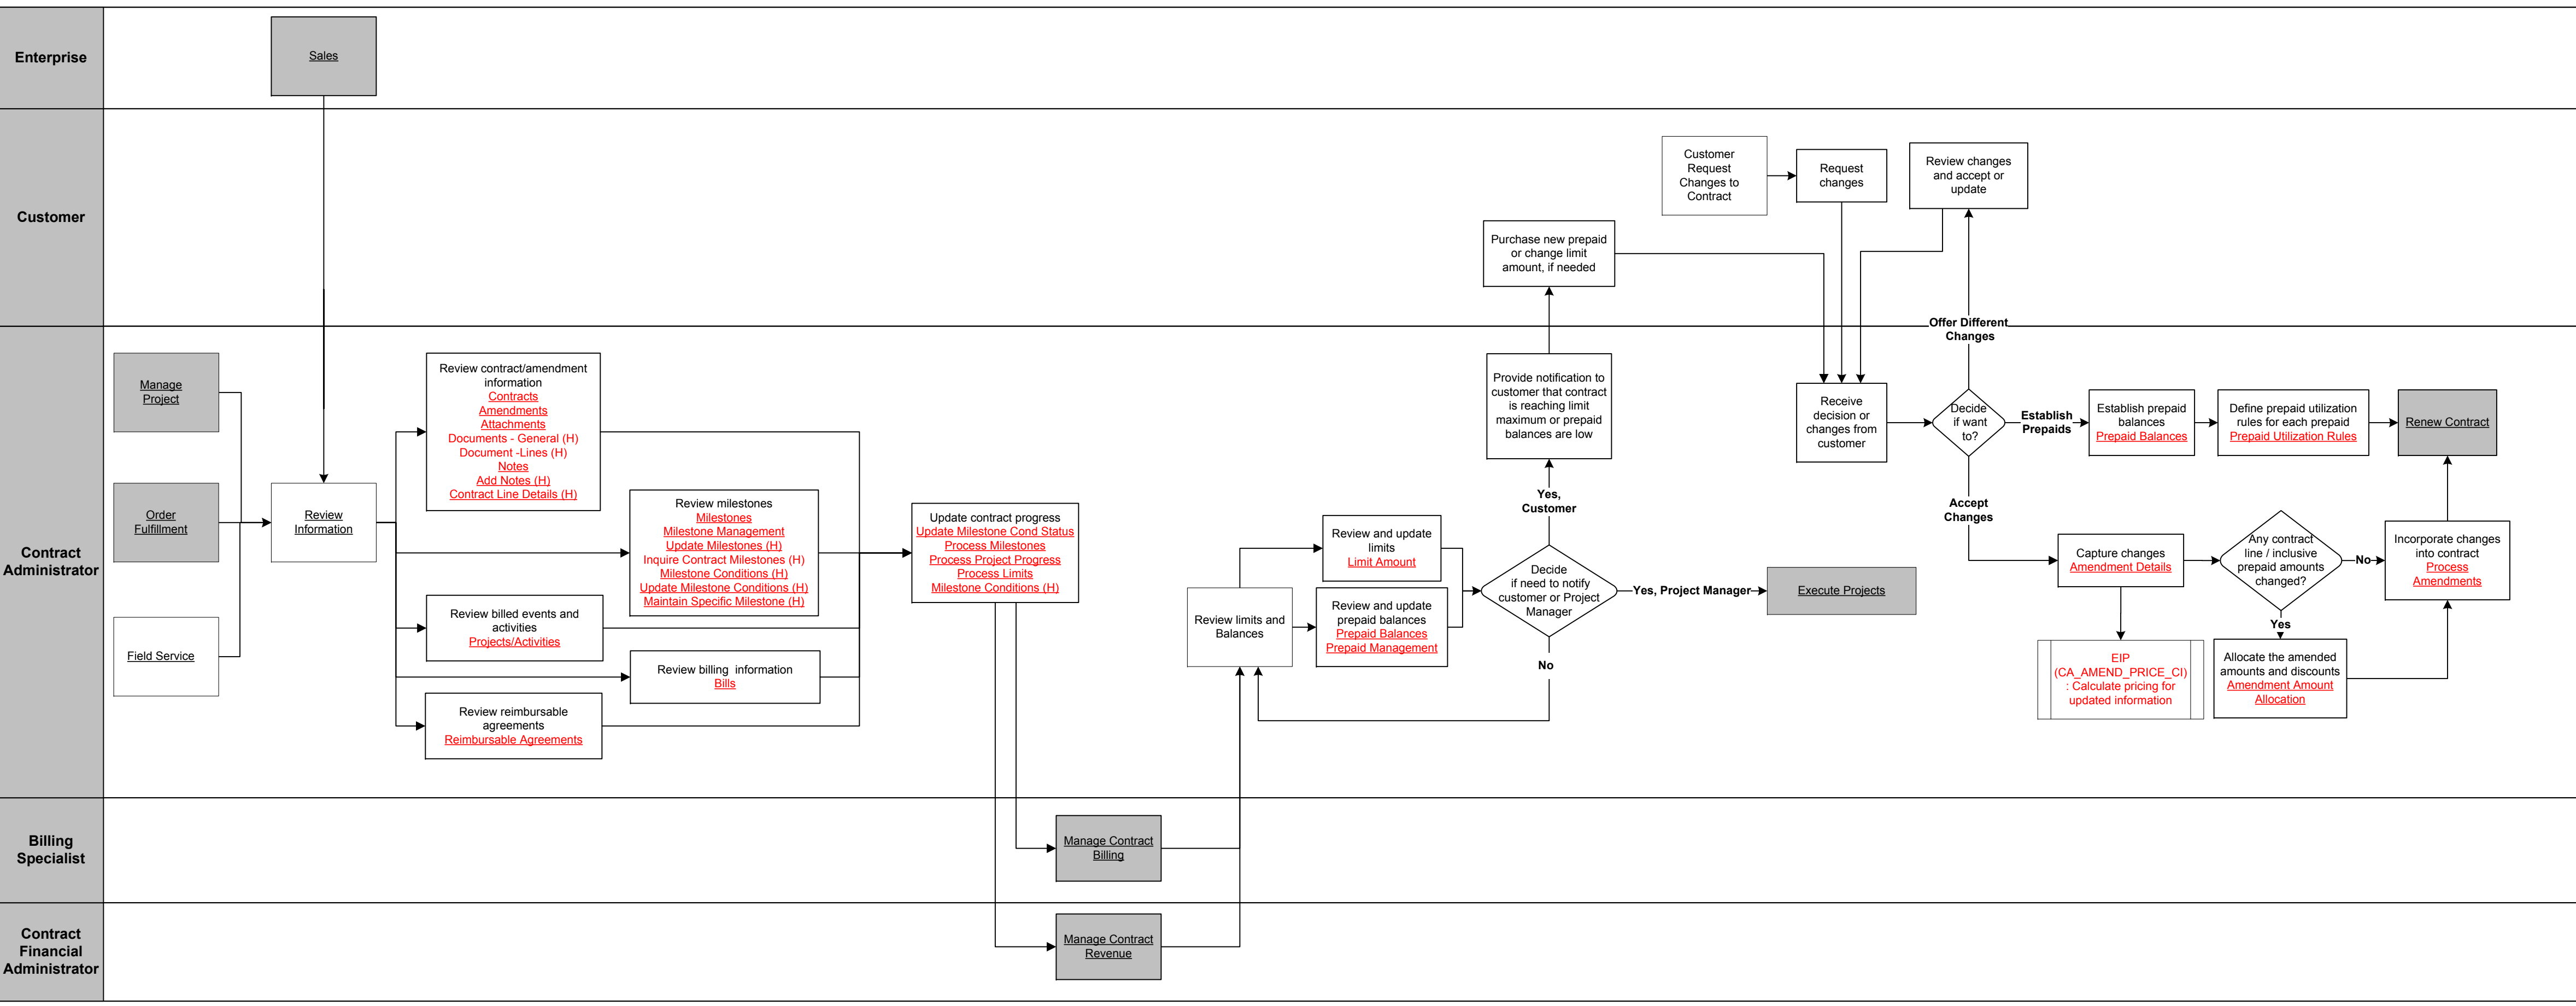 Enterprise
Sales
Customer
Customer
Request
Changes to
Contract
Request
changes
Review changes
and accept or
update
Purchase new prepaid
or change limit
amount, if needed
Contract
Administrator
Manage
Project
Order
Fulfillment
Field Service
Review
Information
Review contract/amendment
information
Contracts
Amendments
Attachments
Documents - General (H)
Document -Lines (H)
Notes
Add Notes (H)
Contract Line Details (H)
Review milestones
Milestones
Milestone Management
Update Milestones (H)
Inquire Contract Milestones (H)
Milestone Conditions (H)
Update Milestone Conditions (H)
Maintain Specific Milestone (H)
Review billed events and
activities
Projects/Activities
Review billing  information
Bills
Review reimbursable
agreements
Reimbursable Agreements
Update contract progress
Update Milestone Cond Status
Process Milestones
Process Project Progress
Process Limits
Milestone Conditions (H)
Review limits and
Balances
Review and update
limits
Limit Amount
Review and update
prepaid balances
Prepaid Balances
Prepaid Management
Provide notification to
customer that contract
is reaching limit
maximum or prepaid
balances are low
Yes,
Customer
Decide
if need to notify
customer or Project
Manager
No
Yes, Project Manager
Execute Projects
Receive
decision or
changes from
customer
Offer Different
Changes
Decide
if want
to?
Establish
Prepaids
Establish prepaid
balances
Prepaid Balances
Define prepaid utilization
rules for each prepaid
Prepaid Utilization Rules
Renew Contract
Accept
Changes
Capture changes
Amendment Details
Any contract
line / inclusive
prepaid amounts
changed?
No
Incorporate changes
into contract
Process
Amendments
Yes
EIP
(CA_AMEND_PRICE_CI)
: Calculate pricing for
updated information
Allocate the amended
amounts and discounts
Amendment Amount
Allocation
Billing
Specialist
Manage Contract
Billing
Contract
Financial
Administrator
Manage Contract
Revenue